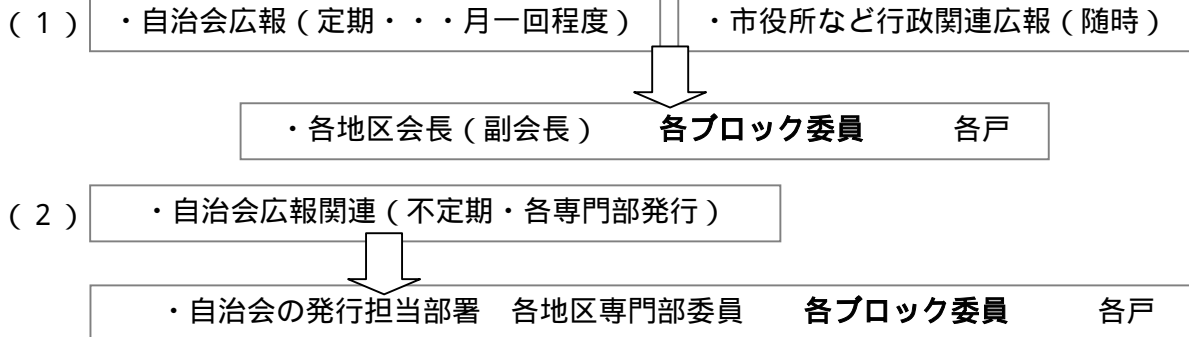 (1) ・自治会広報(定期・・・月一回程度) ・市役所など行政関連広報(随時)
・各地区会長(副会長) 各ブロック委員 各戸
(2) ・自治会広報関連(不定期・各専門部発行)
・自治会の発行担当部署 各地区専門部委員 各ブロック委員 各戸